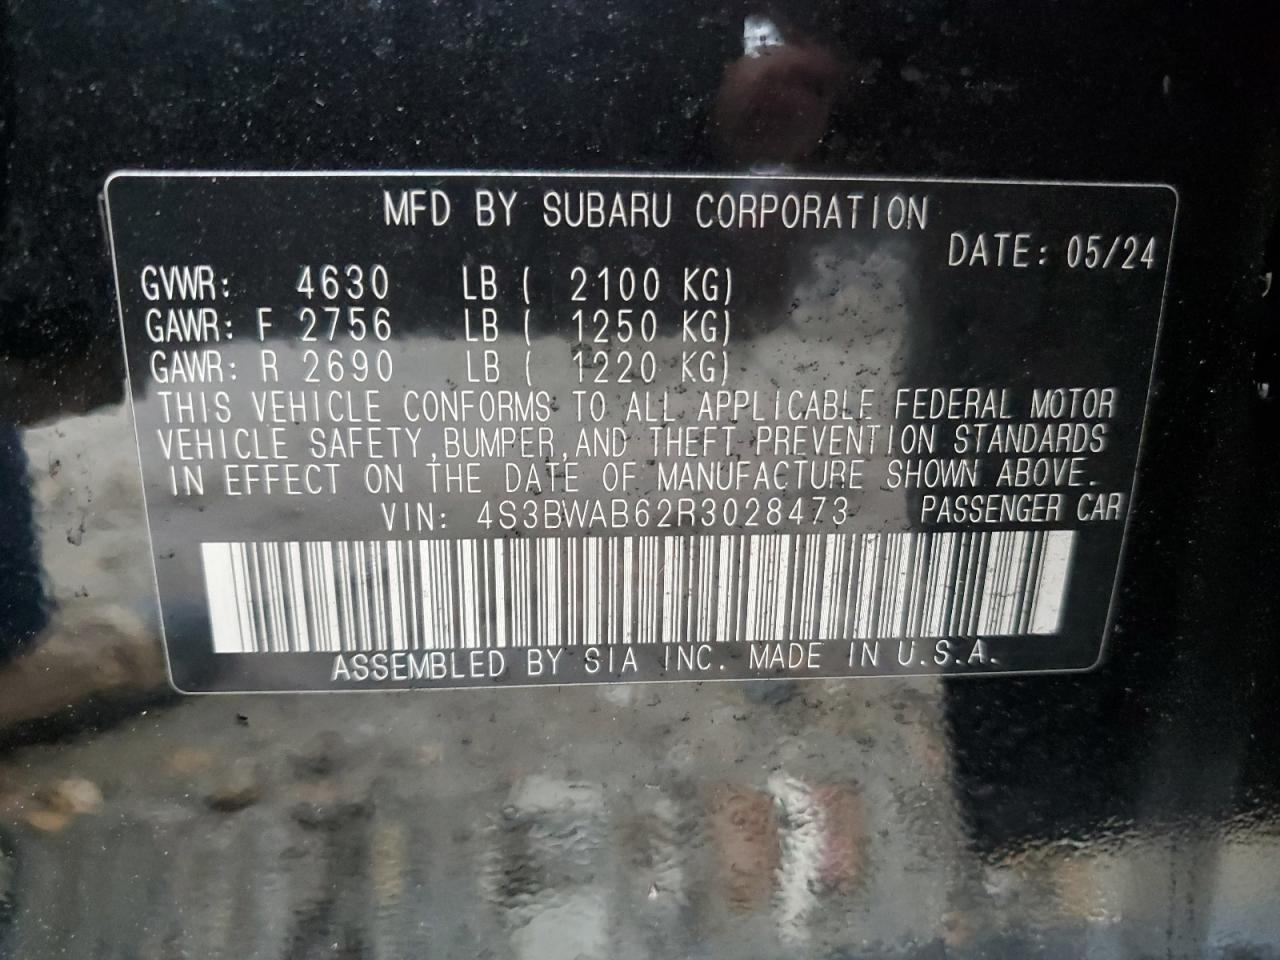 MFD BY SUBARU CORPORATION
DATE: 05/24
GVWR: 4630 LB ( 2100 KG)
GAWR: F 2756 LB ( 1250 KG)
GAWR: R 2690 LB ( 1220 KG)
THIS VEHICLE CONFORMS TO ALL APPLICABLE FEDERAL MOTOR
VEHICLE SAFETY, BUMPER, AND THEFT PREVENTION STANDARDS
IN EFFECT ON THE DATE OF MANUFACTURE SHOWN ABOVE.
VIN: 4S3BWAB62R3028473 PASSENGER CAR
ASSEMBLED BY SIA INC. MADE IN U.S.A.